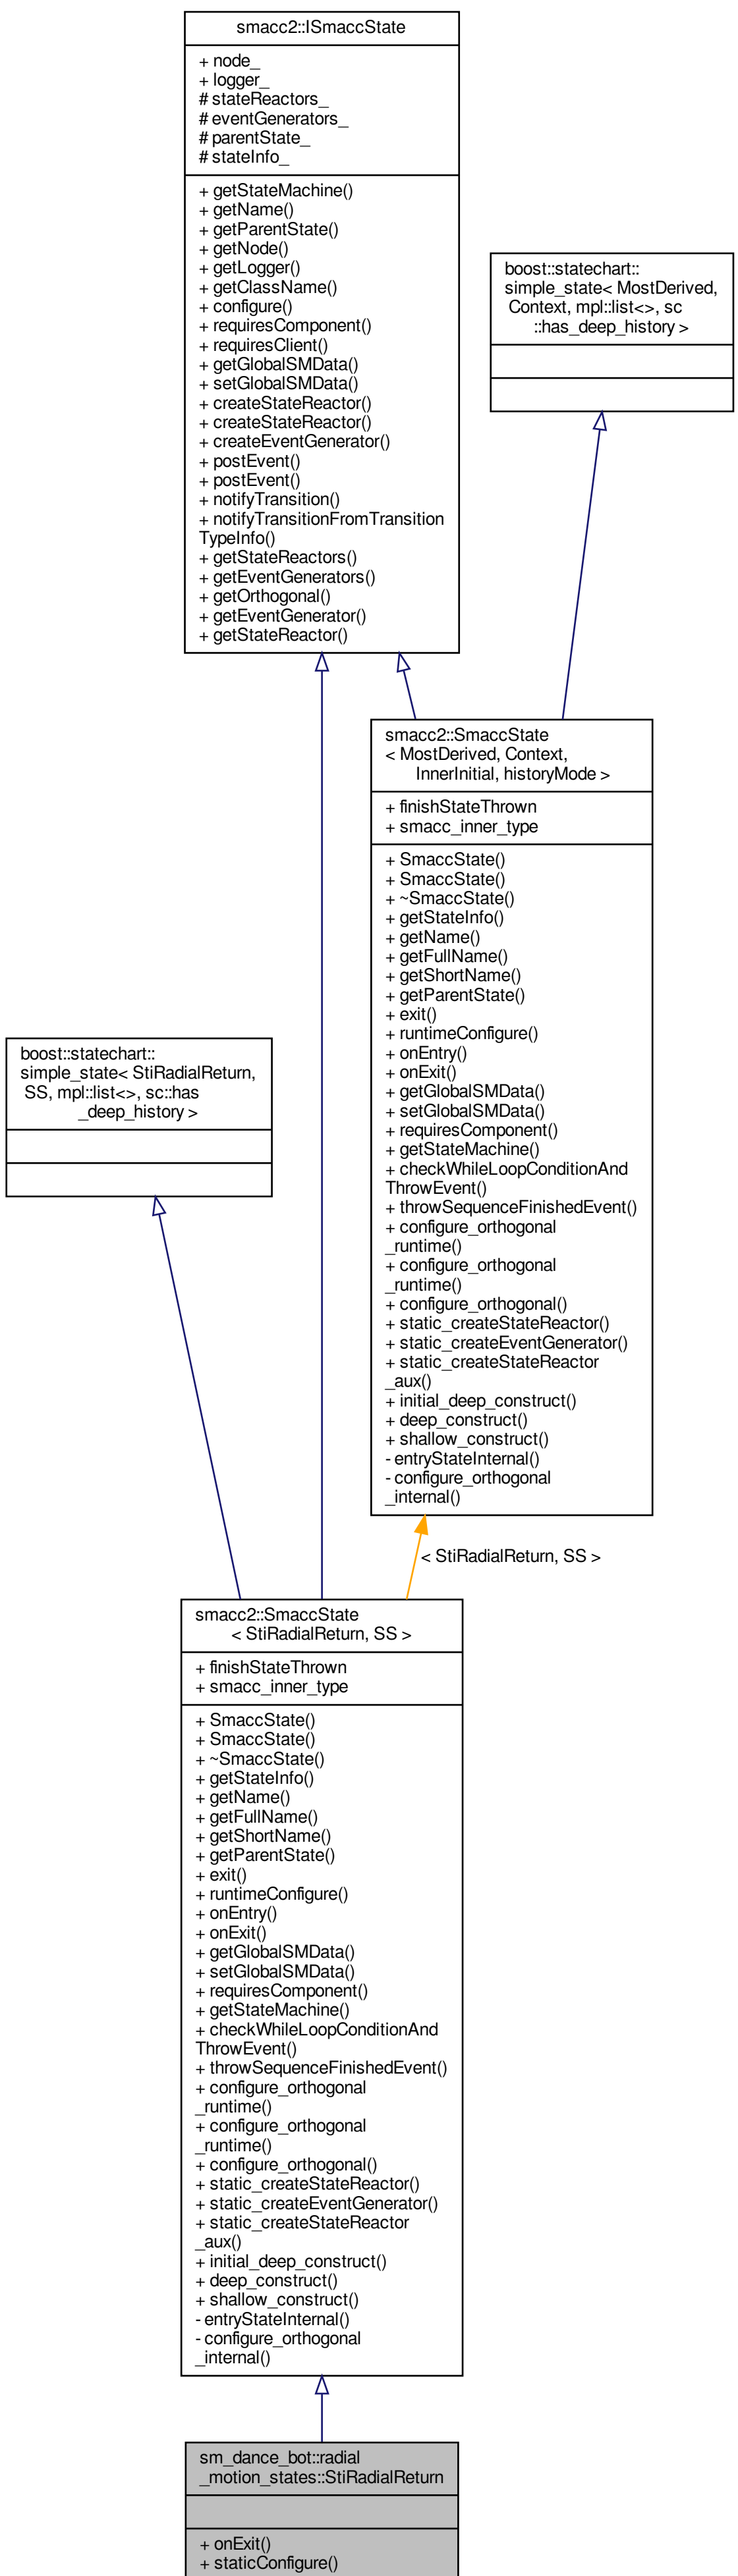 smacc2::ISmaccState
+ node_
+ logger_
# stateReactors_
# eventGenerators_
# parentState_
# stateInfo_
+ getStateMachine()
+ getName()
+ getParentState()
+ getNode()
+ getLogger()
+ getClassName()
+ configure()
+ requiresComponent()
+ requiresClient()
+ getGlobalSMData()
+ setGlobalSMData()
+ createStateReactor()
+ createStateReactor()
+ createEventGenerator()
+ postEvent()
+ postEvent()
+ notifyTransition()
+ notifyTransitionFromTransition
TypeInfo()
+ getStateReactors()
+ getEventGenerators()
+ getOrthogonal()
+ getEventGenerator()
+ getStateReactor()
boost::statechart::
simple_state< MostDerived,
Context, mpl::list<>, sc
::has_deep_history >
smacc2::SmaccState
< MostDerived, Context,
InnerInitial, historyMode >
+ finishStateThrown
+ smacc_inner_type
+ SmaccState()
+ SmaccState()
+ ~SmaccState()
+ getStateInfo()
+ getName()
+ getFullName()
+ getShortName()
+ getParentState()
+ exit()
+ runtimeConfigure()
+ onEntry()
+ onExit()
+ getGlobalSMData()
+ setGlobalSMData()
+ requiresComponent()
+ getStateMachine()
+ checkWhileLoopConditionAnd
ThrowEvent()
+ throwSequenceFinishedEvent()
+ configure_orthogonal
_runtime()
+ configure_orthogonal
_runtime()
+ configure_orthogonal()
+ static_createStateReactor()
+ static_createEventGenerator()
+ static_createStateReactor
_aux()
+ initial_deep_construct()
+ deep_construct()
+ shallow_construct()
- entryStateInternal()
- configure_orthogonal
_internal()
boost::statechart::
simple_state< StiRadialReturn,
SS, mpl::list<>, sc::has
_deep_history >
< StiRadialReturn, SS >
smacc2::SmaccState
< StiRadialReturn, SS >
+ finishStateThrown
+ smacc_inner_type
+ SmaccState()
+ SmaccState()
+ ~SmaccState()
+ getStateInfo()
+ getName()
+ getFullName()
+ getShortName()
+ getParentState()
+ exit()
+ runtimeConfigure()
+ onEntry()
+ onExit()
+ getGlobalSMData()
+ setGlobalSMData()
+ requiresComponent()
+ getStateMachine()
+ checkWhileLoopConditionAnd
ThrowEvent()
+ throwSequenceFinishedEvent()
+ configure_orthogonal
_runtime()
+ configure_orthogonal
_runtime()
+ configure_orthogonal()
+ static_createStateReactor()
+ static_createEventGenerator()
+ static_createStateReactor
_aux()
+ initial_deep_construct()
+ deep_construct()
+ shallow_construct()
- entryStateInternal()
- configure_orthogonal
_internal()
sm_dance_bot::radial
_motion_states::StiRadialReturn
+ onExit()
+ staticConfigure()